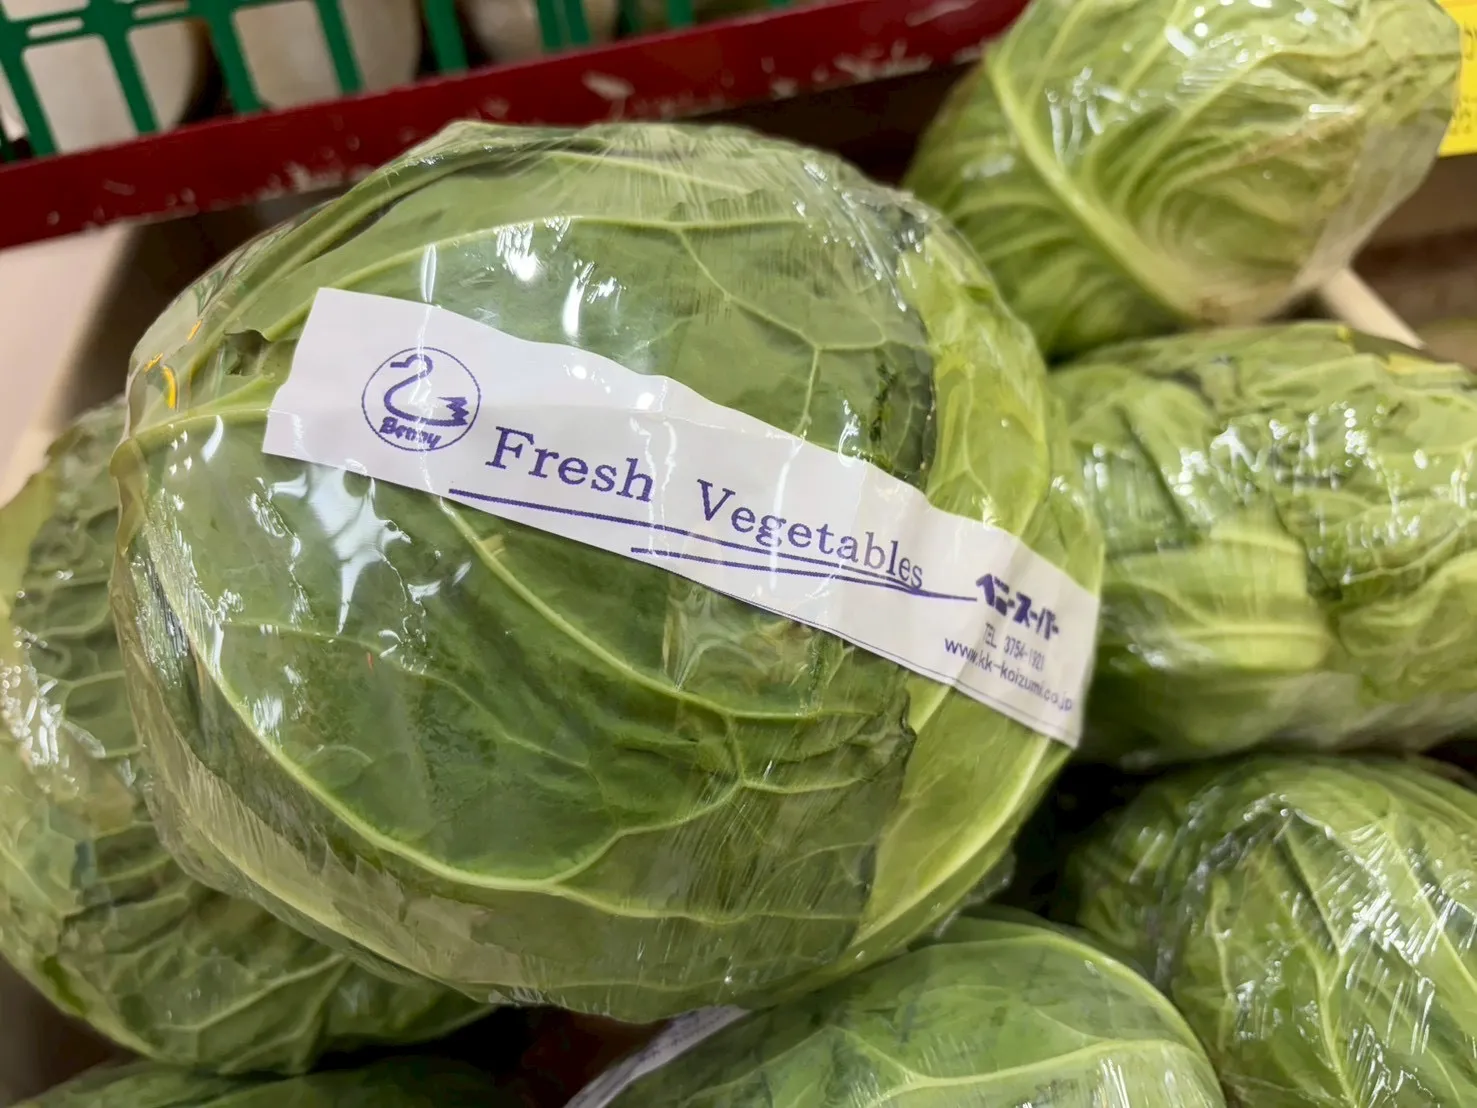 Benny
Fresh Vegetables
ベニースーパー
TEL 3754-1921
www.kk-koizumi.co.jp